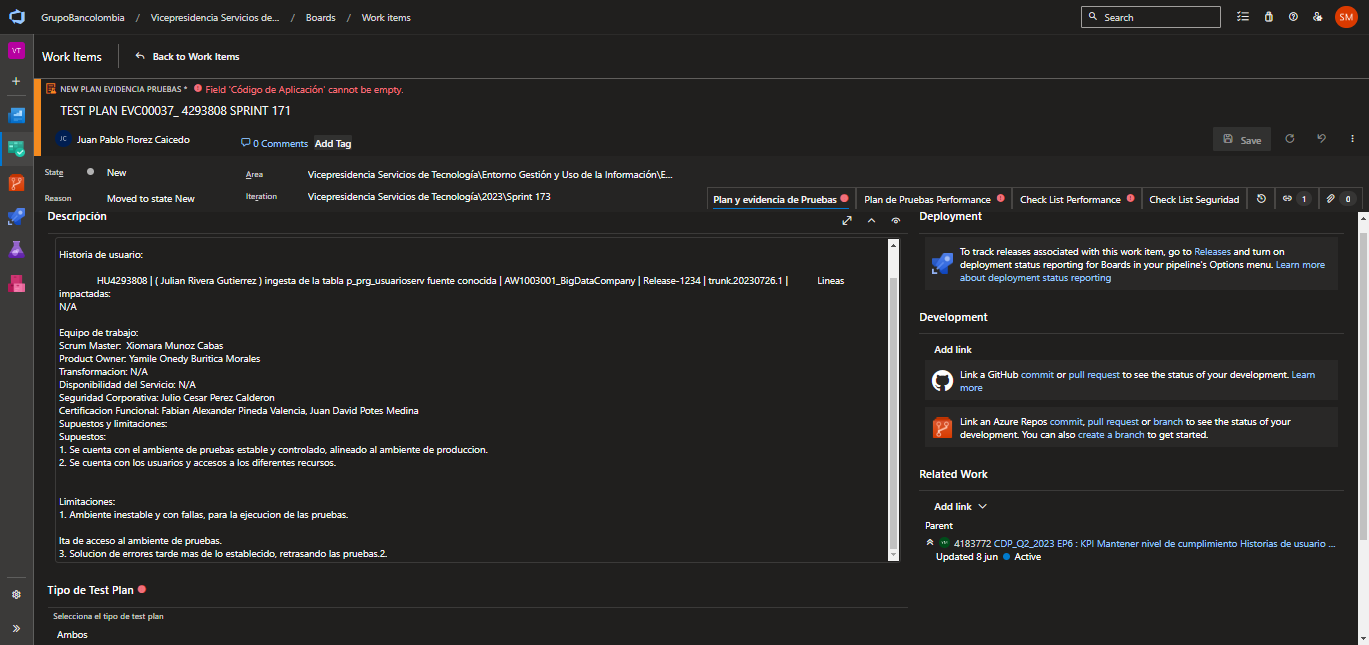 GrupoBancolombia / Vicepresidencia Servicios de... / Boards / Work items
Search
SM
VT
Work Items
Back to Work Items
NEW PLAN EVIDENCIA PRUEBAS * Field 'Código de Aplicación' cannot be empty.
TEST PLAN EVC00037_ 4293808 SPRINT 171
JC Juan Pablo Florez Caicedo
0 Comments
Add Tag
Save
State New
Area Vicepresidencia Servicios de Tecnología\Entorno Gestión y Uso de la Información\E...
Reason Moved to state New
Iteration Vicepresidencia Servicios de Tecnología\2023\Sprint 173
Plan y evidencia de Pruebas
Plan de Pruebas Performance
Check List Performance
Check List Seguridad
1
0
Descripción
Historia de usuario:
HU4293808 | ( Julian Rivera Gutierrez ) ingesta de la tabla p_prg_usuarioserv fuente conocida | AW1003001_BigDataCompany | Release-1234 | trunk.20230726.1 | Lineas
impactadas:
N/A
Equipo de trabajo:
Scrum Master: Xiomara Munoz Cabas
Product Owner: Yamile Onedy Buritica Morales
Transformacion: N/A
Disponibilidad del Servicio: N/A
Seguridad Corporativa: Julio Cesar Perez Calderon
Certificacion Funcional: Fabian Alexander Pineda Valencia, Juan David Potes Medina
Supuestos y limitaciones:
Supuestos:
1. Se cuenta con el ambiente de pruebas estable y controlado, alineado al ambiente de produccion.
2. Se cuenta con los usuarios y accesos a los diferentes recursos.
Limitaciones:
1. Ambiente inestable y con fallas, para la ejecucion de las pruebas.
lta de acceso al ambiente de pruebas.
3. Solucion de errores tarde mas de lo establecido, retrasando las pruebas.2.
Tipo de Test Plan
Selecciona el tipo de test plan
Ambos
Deployment
To track releases associated with this work item, go to Releases and turn on
deployment status reporting for Boards in your pipeline's Options menu. Learn more
about deployment status reporting
Development
Add link
Link a GitHub commit or pull request to see the status of your development. Learn
more
Link an Azure Repos commit, pull request or branch to see the status of your
development. You can also create a branch to get started.
Related Work
Add link
Parent
4183772 CDP_Q2_2023 EP6 : KPI Mantener nivel de cumplimiento Historias de usuario ...
Updated 8 jun Active